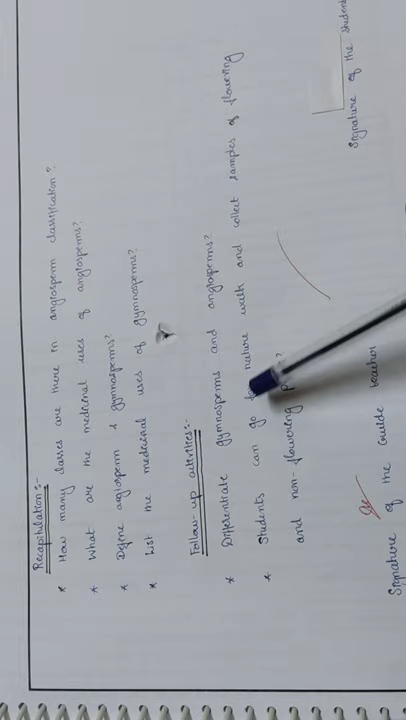 Recapitulation:-
* How many classes are there in angiosperm classification?
* What are the medicinal uses of angiosperms?
* Define angiosperm & gymnosperms?
* List the medicinal uses of gymnosperms?
Follow-up activities:-
* Differentiate gymnosperms and angiosperms?
* Students can go for nature walk and collect samples of flowering
and non-flowering ?
Signature of the Guide teacher
Signature of the student